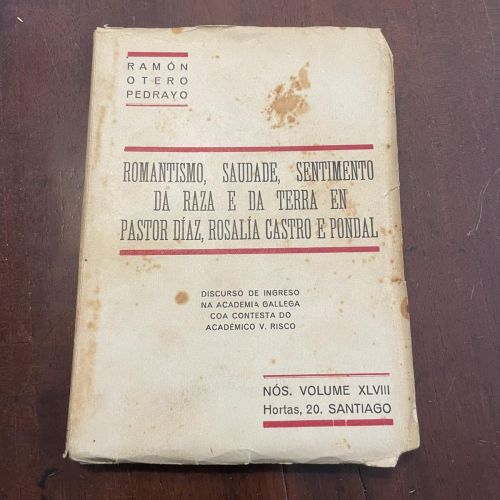 RAMÓN
OTERO
PEDRAYO
ROMANTISMO, SAUDADE, SENTIMENTO
DA RAZA E DA TERRA EN
PASTOR DÍAZ, ROSALÍA CASTRO E PONDAL
DISCURSO DE INGRESO
NA ACADEMIA GALLEGA
COA CONTESTA DO
ACADÉMICO V. RISCO
NÓS. VOLUME XLVIII
Hortas, 20. SANTIAGO